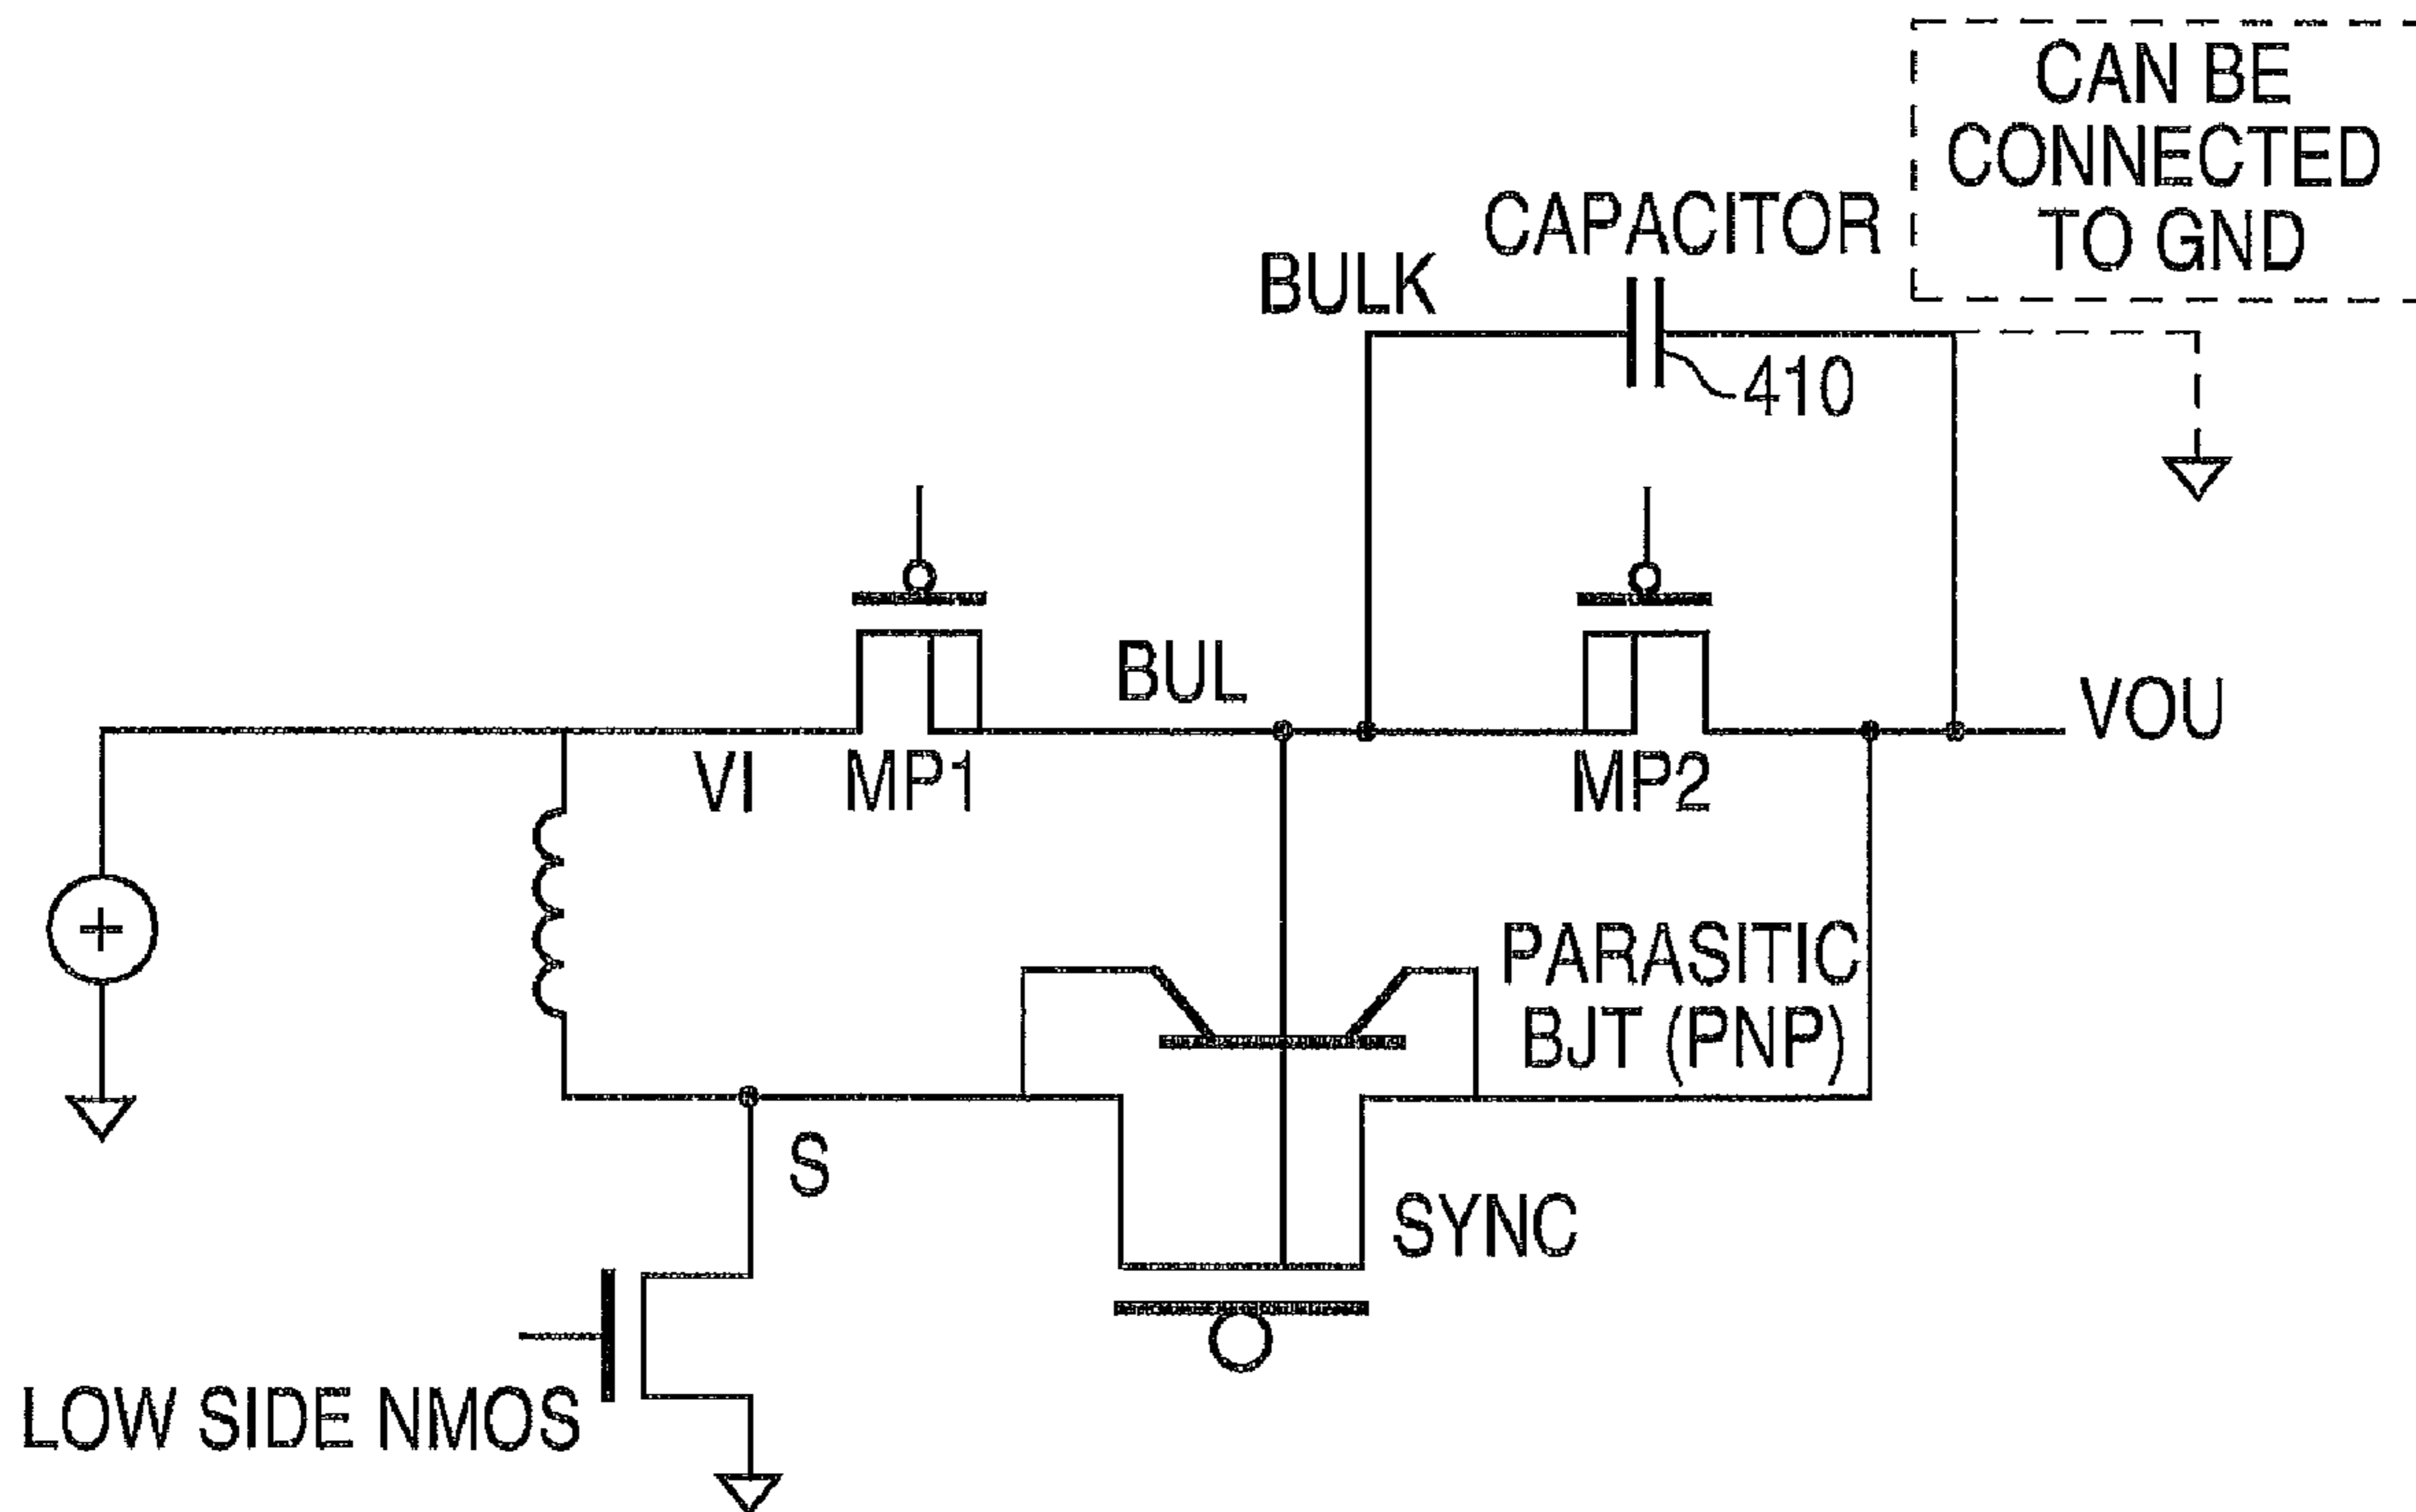 CAN BE
CONNECTED
TO GND
CAPACITOR
BULK
410
BUL
VOU
VI
MP1
MP2
PARASITIC
BJT (PNP)
S
SYNC
LOW SIDE NMOS